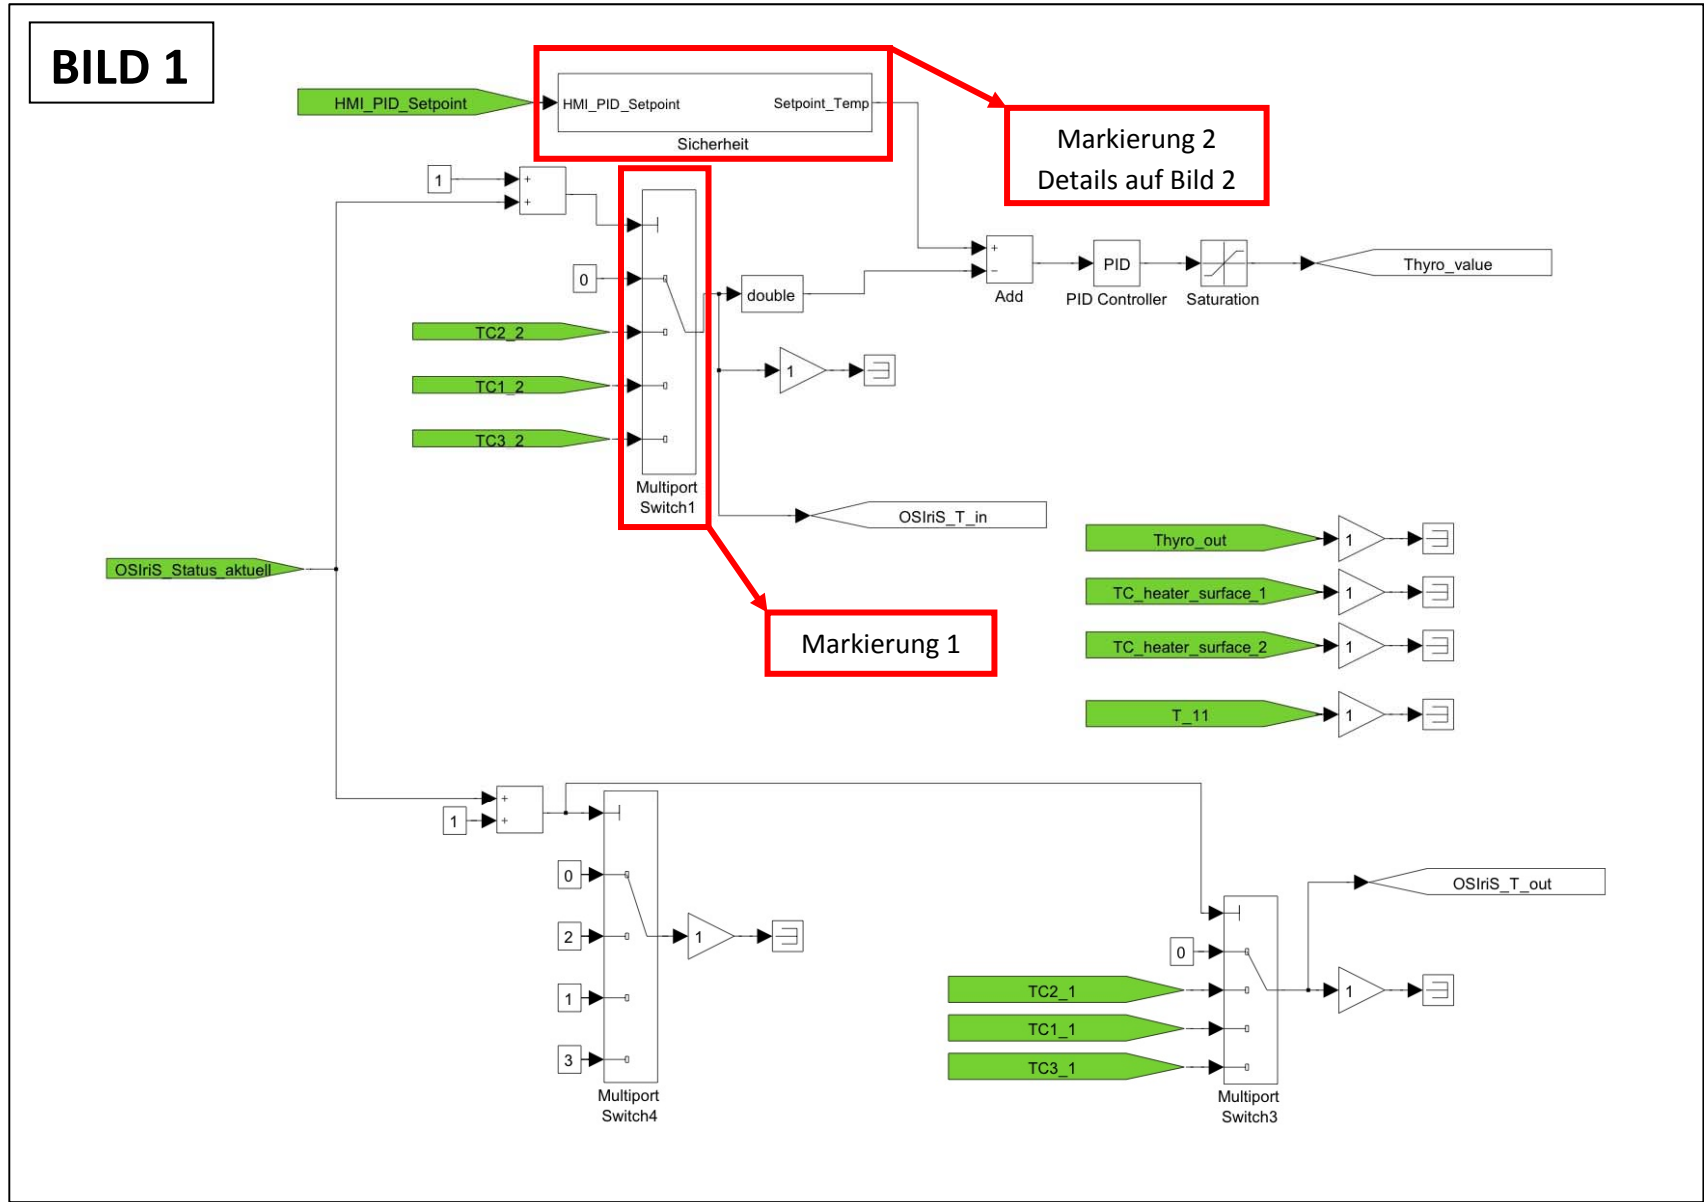 BILD 1
HMI_PID_Setpoint
HMI_PID_Setpoint
Setpoint_Temp
Sicherheit
Markierung 2
Details auf Bild 2
1
+
+
0
TC2_2
TC1_2
TC3_2
Multiport
Switch1
double
+
−
Add
PID
PID Controller
Saturation
Thyro_value
1
OSIriS_T_in
OSIriS_Status_aktuell
Markierung 1
Thyro_out
1
TC_heater_surface_1
1
TC_heater_surface_2
1
T_11
1
1
+
+
0
2
1
3
Multiport
Switch4
1
0
TC2_1
TC1_1
TC3_1
Multiport
Switch3
1
OSIriS_T_out